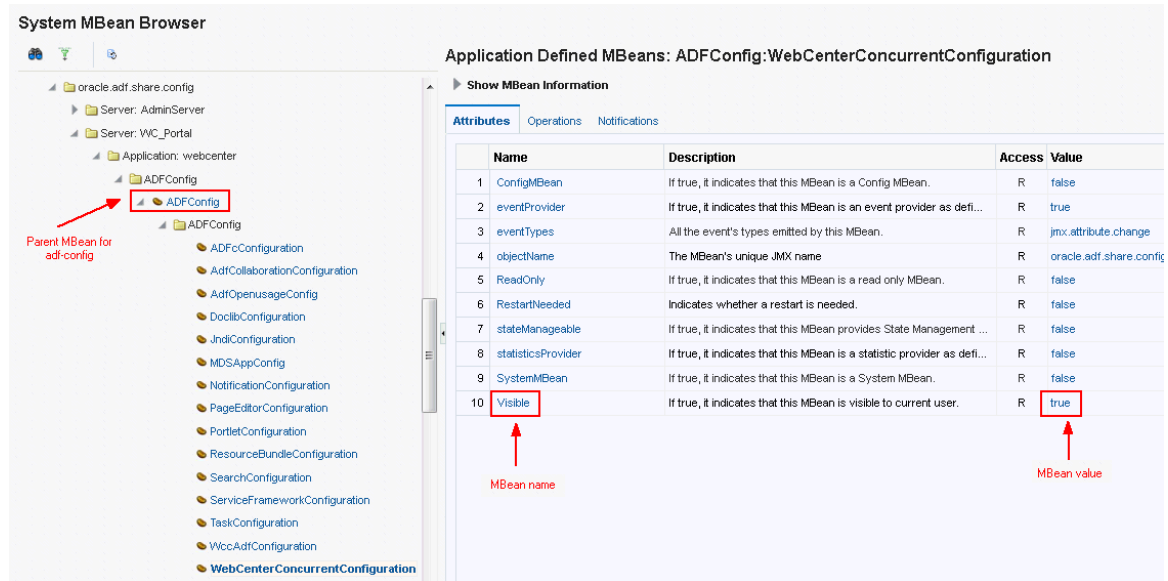 System MBean Browser
oracle.adf.share.config
Server: AdminServer
Server: WC_Portal
Application: webcenter
ADFConfig
ADFConfig
Parent MBean for
adf-config
ADFConfig
ADFcConfiguration
AdfCollaborationConfiguration
AdfOpenusageConfig
DoclibConfiguration
JndiConfiguration
MDSAppConfig
NotificationConfiguration
PageEditorConfiguration
PortletConfiguration
ResourceBundleConfiguration
SearchConfiguration
ServiceFrameworkConfiguration
TaskConfiguration
WccAdfConfiguration
WebCenterConcurrentConfiguration
Application Defined MBeans: ADFConfig:WebCenterConcurrentConfiguration
Show MBean Information
Attributes Operations Notifications
Name Description Access Value
1 ConfigMBean If true, it indicates that this MBean is a Config MBean. R false
2 eventProvider If true, it indicates that this MBean is an event provider as defi... R true
3 eventTypes All the event's types emitted by this MBean. R jmx.attribute.change
4 objectName The MBean's unique JMX name R oracle.adf.share.config
5 ReadOnly If true, it indicates that this MBean is a read only MBean. R false
6 RestartNeeded Indicates whether a restart is needed. R false
7 stateManageable If true, it indicates that this MBean provides State Management ... R false
8 statisticsProvider If true, it indicates that this MBean is a statistic provider as defi... R false
9 SystemMBean If true, it indicates that this MBean is a System MBean. R false
10 Visible If true, it indicates that this MBean is visible to current user. R true
MBean name
MBean value